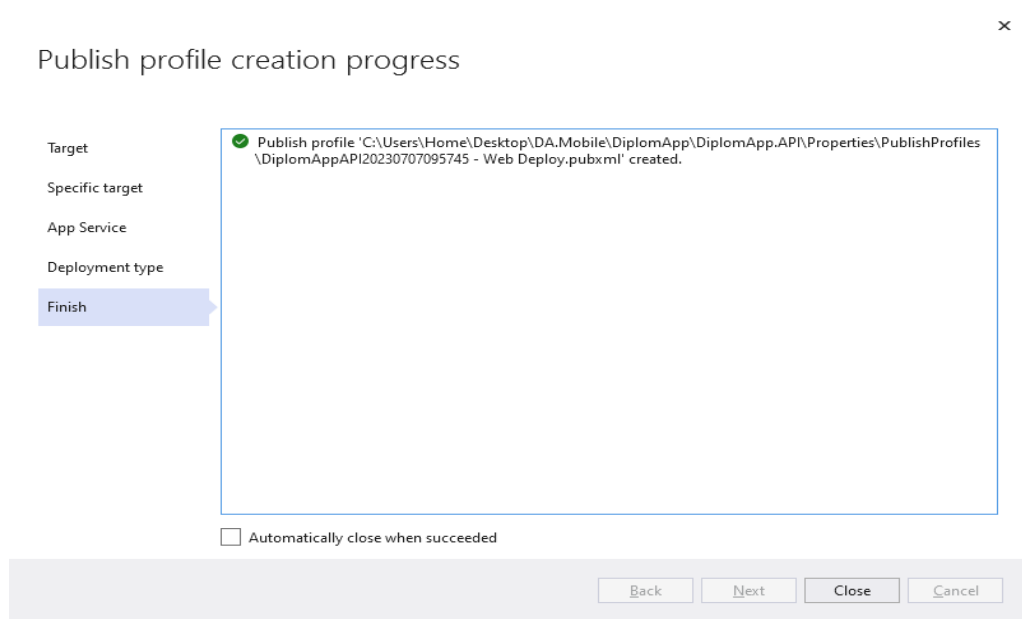 ×
Publish profile creation progress
Target
Specific target
App Service
Deployment type
Finish
Publish profile 'C:\Users\Home\Desktop\DA.Mobile\DiplomApp\DiplomApp.API\Properties\PublishProfiles
\DiplomAppAPI20230707095745 - Web Deploy.pubxml' created.
Automatically close when succeeded
Back
Next
Close
Cancel